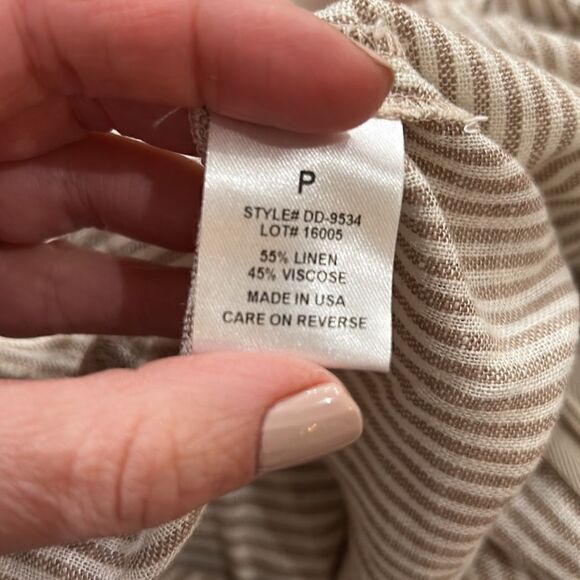 P
STYLE# DD-9534
LOT# 16005
55% LINEN
45% VISCOSE
MADE IN USA
CARE ON REVERSE